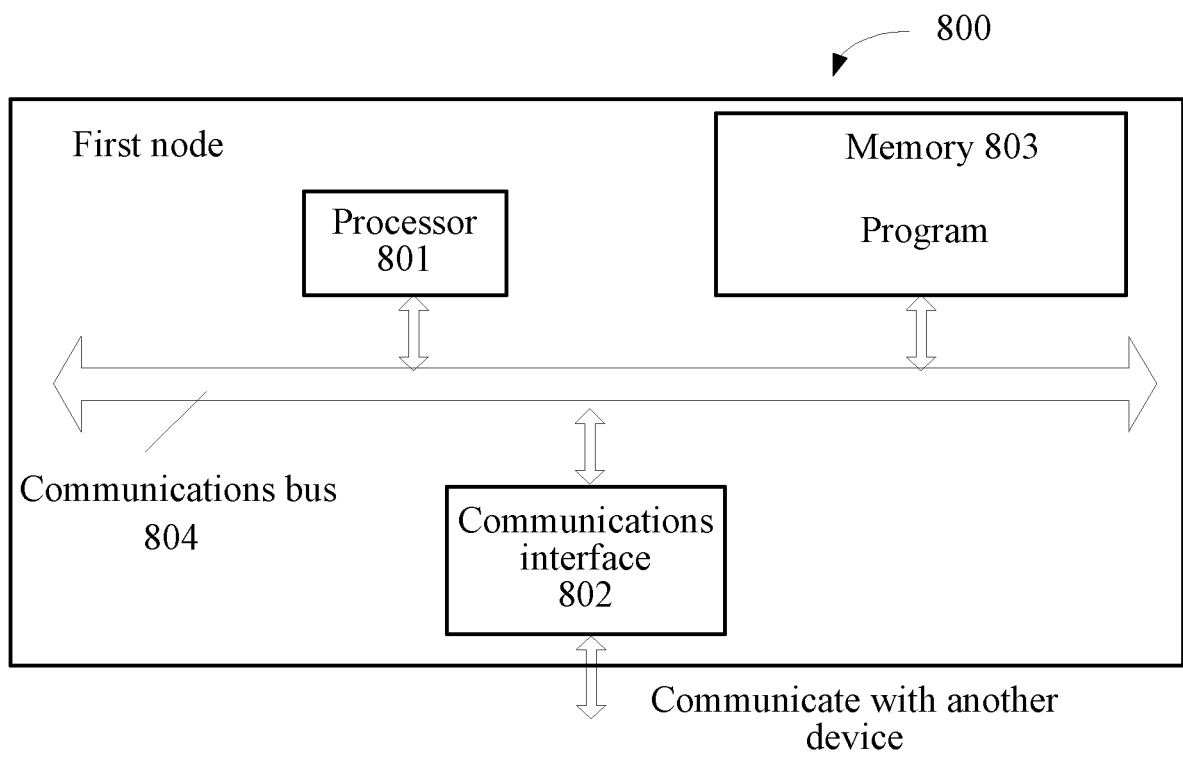 800
First node
Memory 803
Program
Processor
801
Communications bus
804
Communications
interface
802
Communicate with another
device